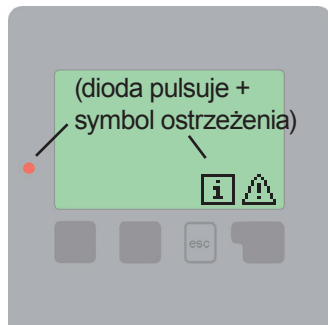 (dioda pulsuje +
symbol ostrzeżenia)
i
esc